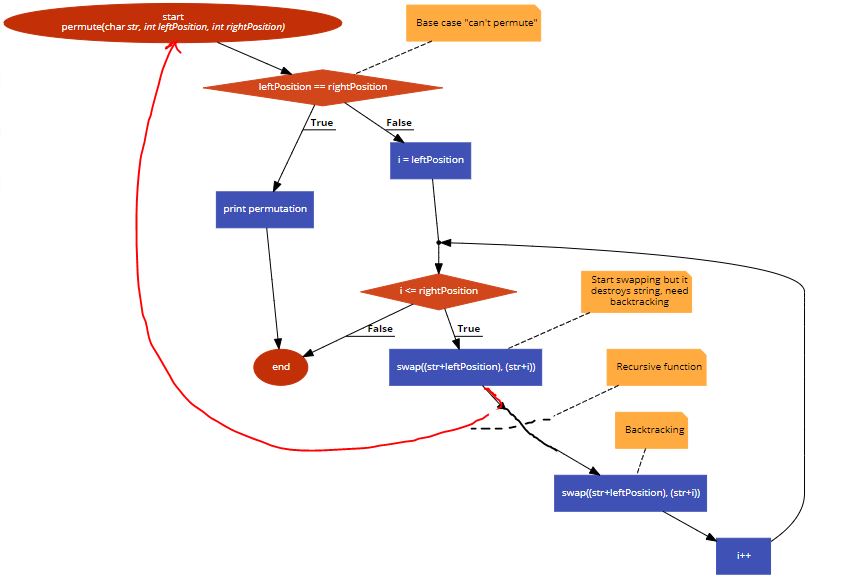 start
permute(char str, int leftPosition, int rightPosition)
Base case "can't permute"
leftPosition == rightPosition
True
False
i = leftPosition
print permutation
i <= rightPosition
Start swapping but it
destroys string, need
backtracking
False
True
end
swap((str+leftPosition), (str+i))
Recursive function
Backtracking
swap((str+leftPosition), (str+i))
i++